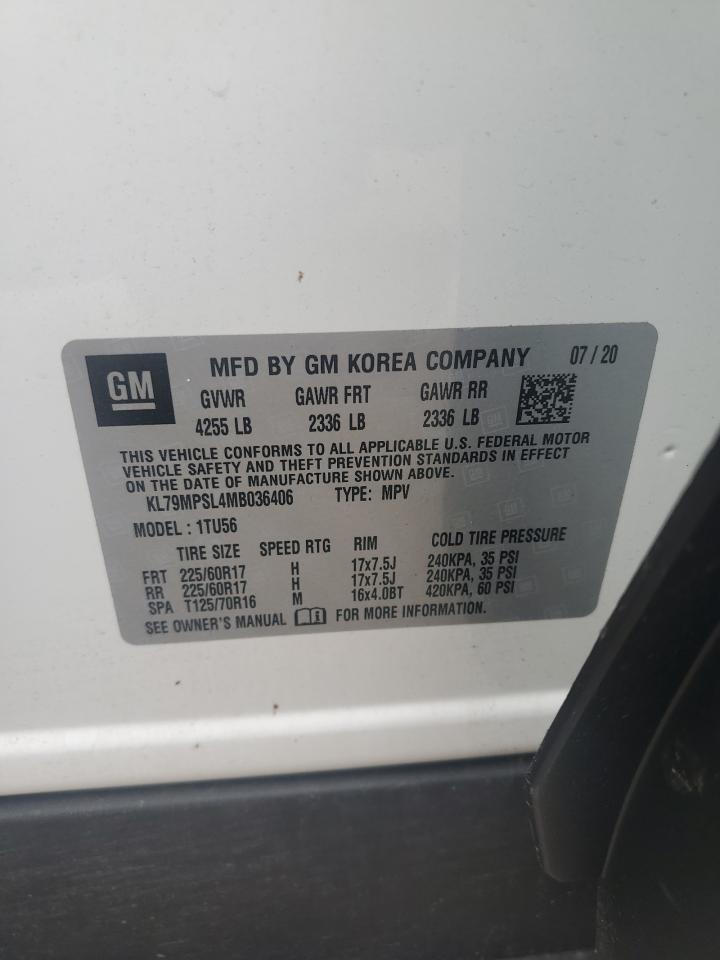 GM
MFD BY GM KOREA COMPANY 07 / 20
GVWR GAWR FRT GAWR RR
4255 LB 2336 LB 2336 LB
THIS VEHICLE CONFORMS TO ALL APPLICABLE U.S. FEDERAL MOTOR
VEHICLE SAFETY AND THEFT PREVENTION STANDARDS IN EFFECT
ON THE DATE OF MANUFACTURE SHOWN ABOVE.
KL79MPSL4MB036406 TYPE: MPV
MODEL : 1TU56
TIRE SIZE SPEED RTG RIM COLD TIRE PRESSURE
FRT 225/60R17 H 17x7.5J 240KPA, 35 PSI
RR 225/60R17 H 17x7.5J 240KPA, 35 PSI
SPA T125/70R16 M 16x4.0BT 420KPA, 60 PSI
SEE OWNER'S MANUAL FOR MORE INFORMATION.